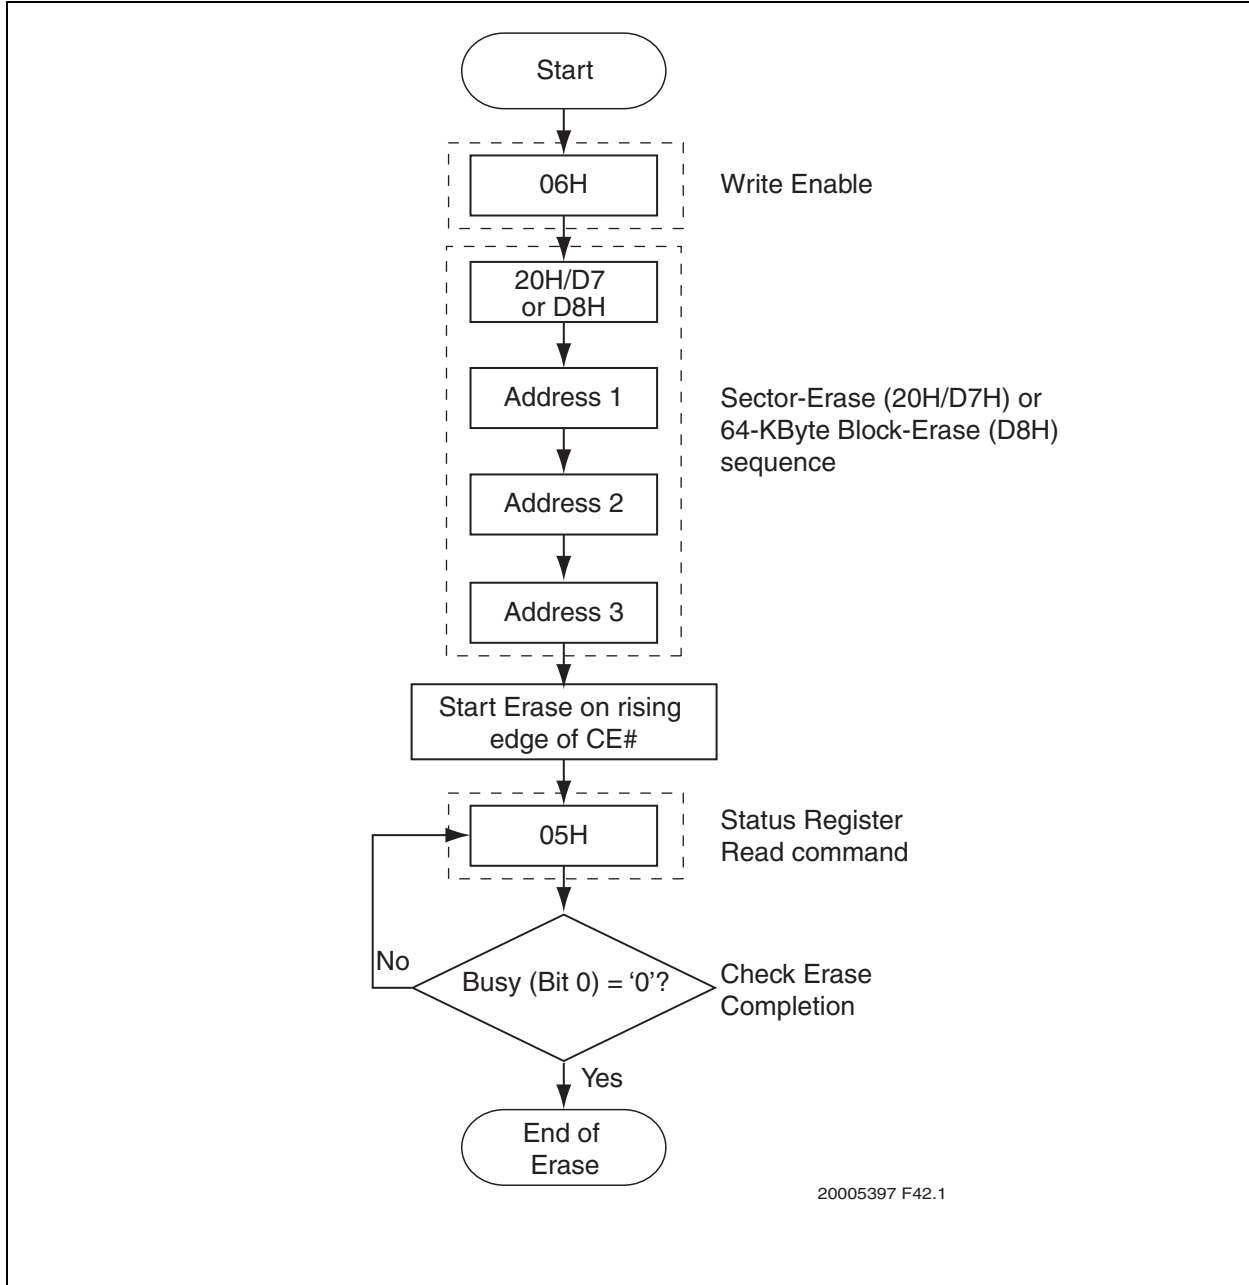 Start
06H
Write Enable
20H/D7
or D8H
Address 1
Sector-Erase (20H/D7H) or
64-KByte Block-Erase (D8H)
sequence
Address 2
Address 3
Start Erase on rising
edge of CE#
05H
Status Register
Read command
No
Busy (Bit 0) = ‘0’?
Check Erase
Completion
Yes
End of
Erase
20005397 F42.1